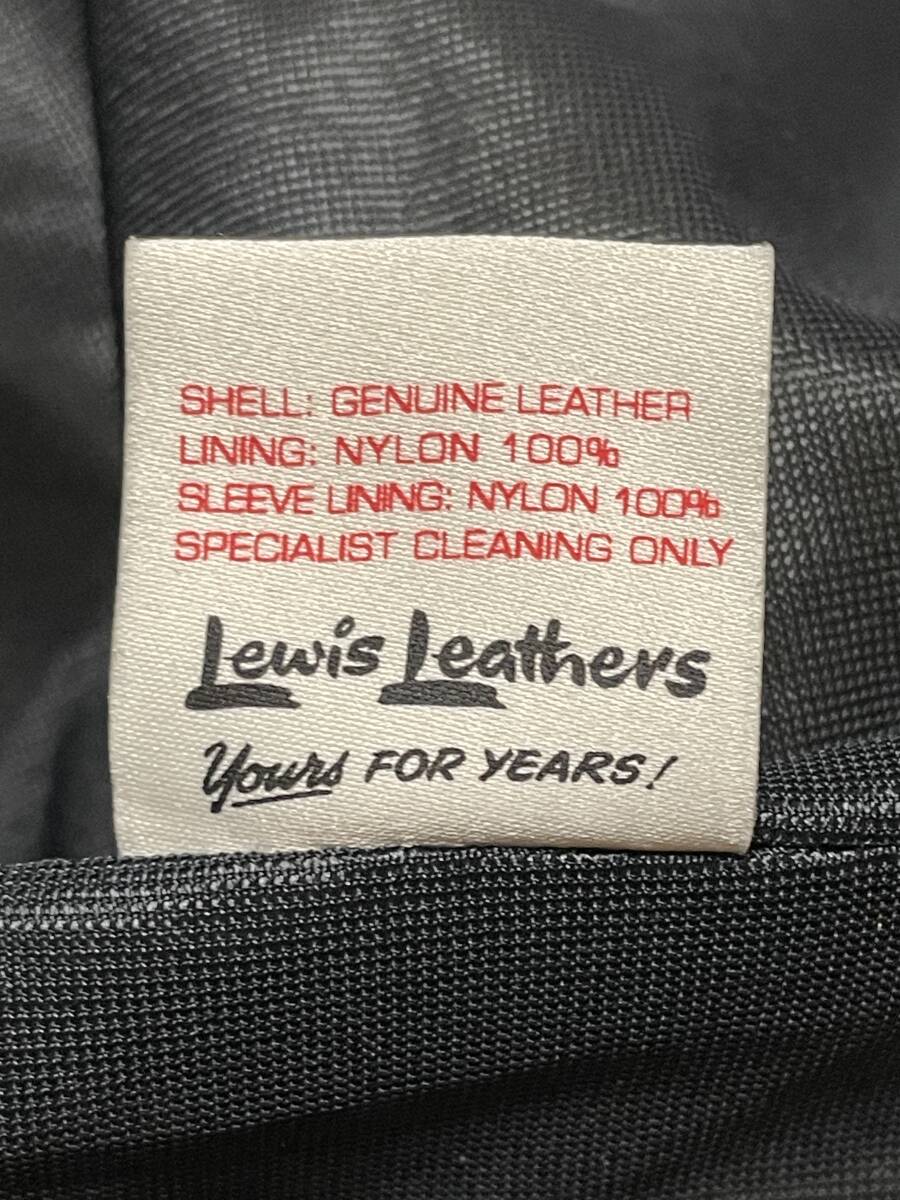 SHELL: GENUINE LEATHER
LINING: NYLON 100%
SLEEVE LINING: NYLON 100%
SPECIALIST CLEANING ONLY
Lewis Leathers
Yours FOR YEARS!